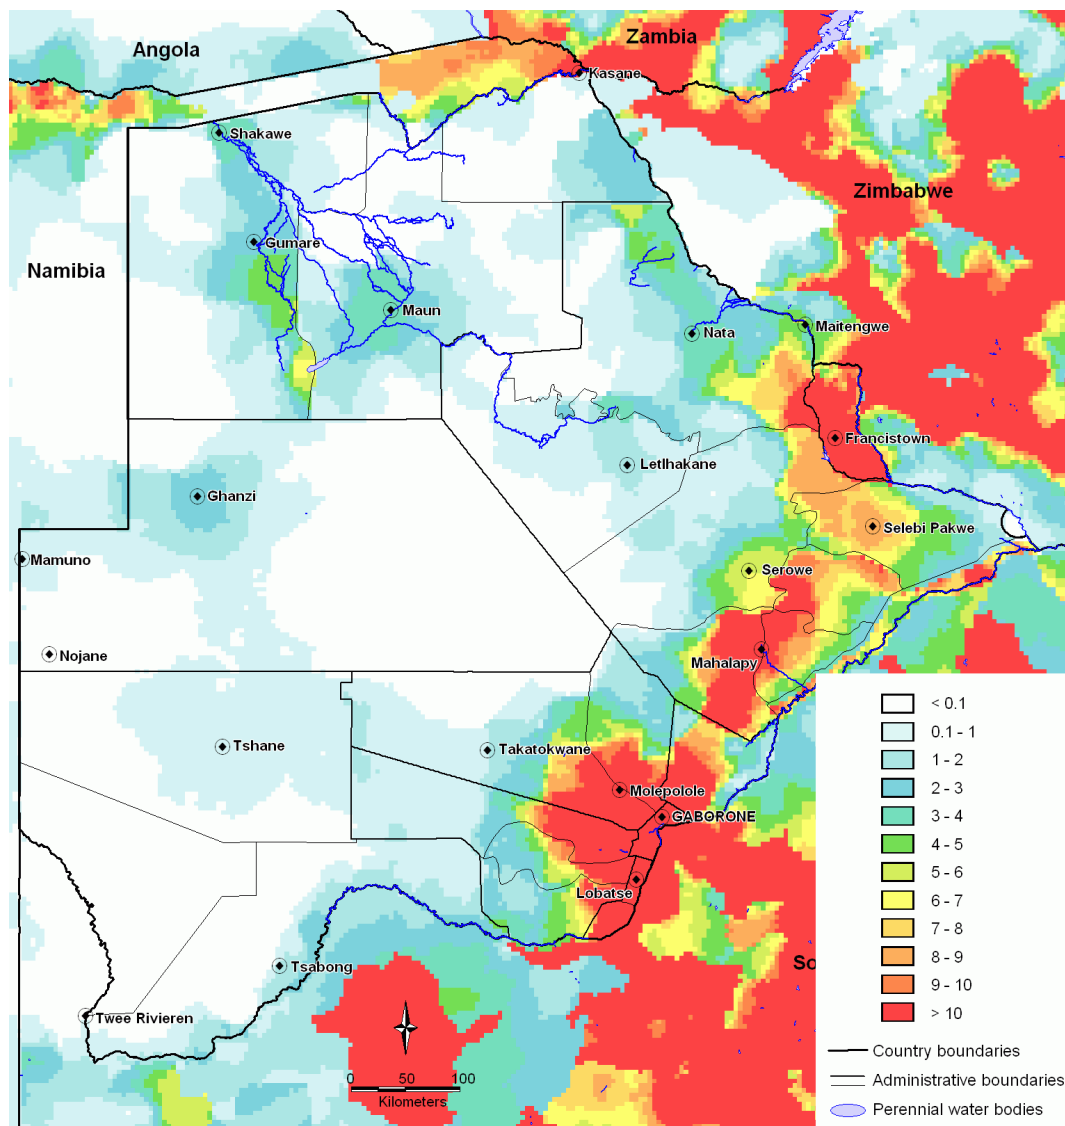 Angola
Zambia
Kasane
Shakawe
Zimbabwe
Gumare
Namibia
Maun
Nata
Maitengwe
Francistown
Letlhakane
Ghanzi
Selebi Pakwe
Mamuno
Serowe
Nojane
Mahalapy
Tshane
Takatokwane
Molepolole
GABORONE
Lobatse
Tsabong
So
Twee Rivieren
0 50 100
Kilometers
< 0.1
0.1 - 1
1 - 2
2 - 3
3 - 4
4 - 5
5 - 6
6 - 7
7 - 8
8 - 9
9 - 10
> 10
Country boundaries
Administrative boundaries
Perennial water bodies